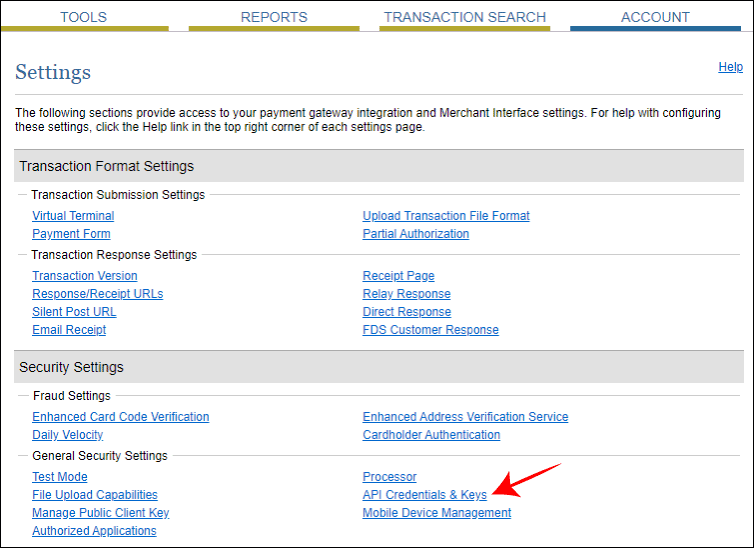 TOOLS REPORTS TRANSACTION SEARCH ACCOUNT
Settings Help
The following sections provide access to your payment gateway integration and Merchant Interface settings. For help with configuring
these settings, click the Help link in the top right corner of each settings page.
Transaction Format Settings
Transaction Submission Settings
Virtual Terminal Upload Transaction File Format
Payment Form Partial Authorization
Transaction Response Settings
Transaction Version Receipt Page
Response/Receipt URLs Relay Response
Silent Post URL Direct Response
Email Receipt FDS Customer Response
Security Settings
Fraud Settings
Enhanced Card Code Verification Enhanced Address Verification Service
Daily Velocity Cardholder Authentication
General Security Settings
Test Mode Processor
File Upload Capabilities API Credentials & Keys
Manage Public Client Key Mobile Device Management
Authorized Applications